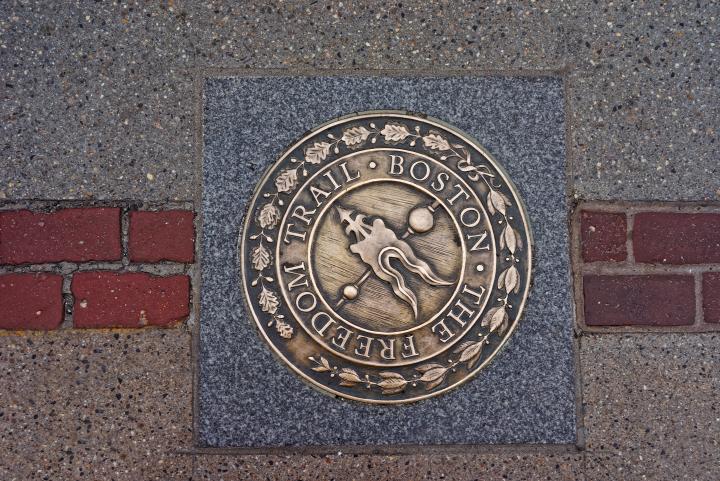 THE FREEDOM TRAIL • BOSTON •